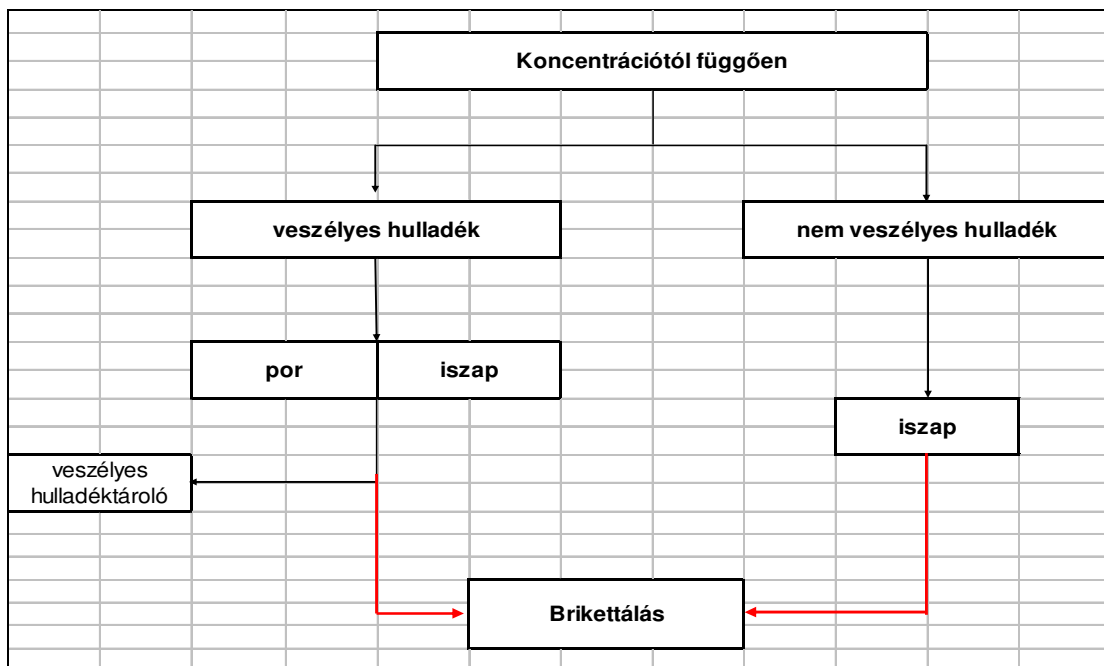 Koncentrációtól függően
veszélyes hulladék
nem veszélyes hulladék
por
iszap
iszap
veszélyes
hulladéktároló
Brikettálás